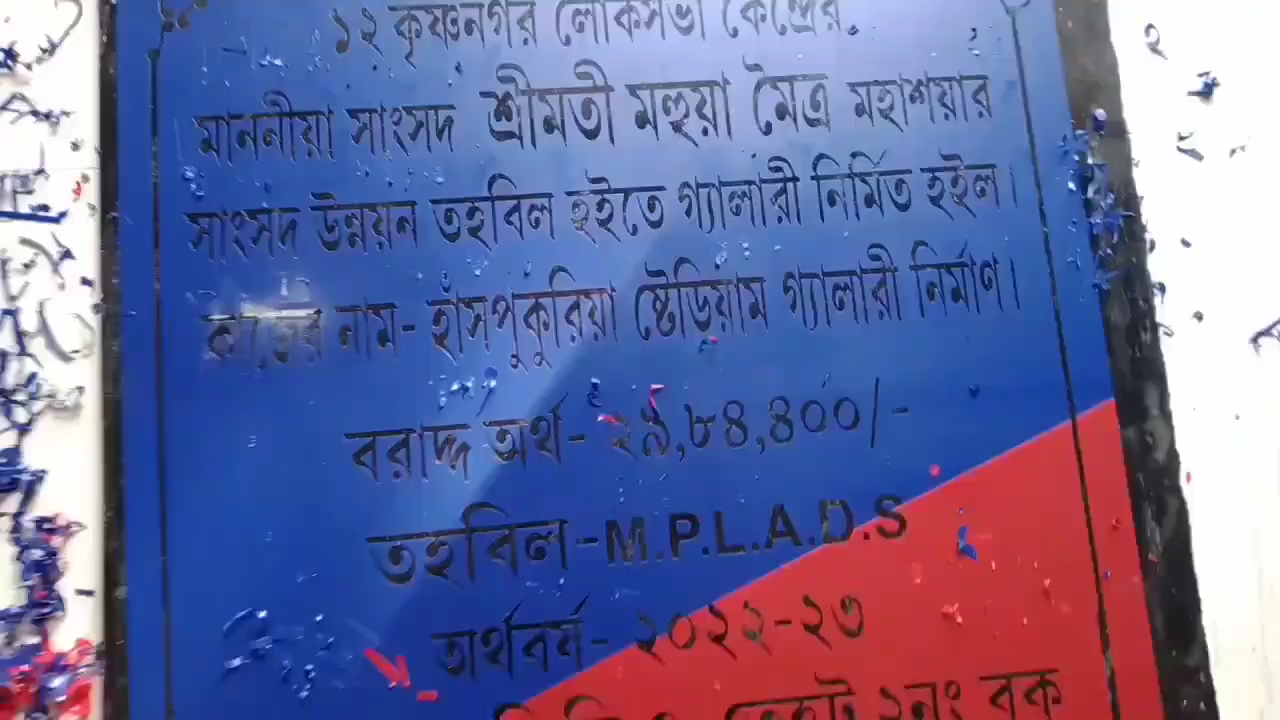 ১২ কৃষ্ণনগর লোকসভা কেন্দ্রের
মাননীয়া সাংসদ শ্রীমতী মহুয়া মৈত্র মহাশয়ার
সাংসদ উন্নয়ন তহবিল হইতে গ্যালারী নির্মিত হইল।
কাজের নাম- হাঁসপুকুরিয়া ষ্টেডিয়াম গ্যালারী নির্মাণ।
বরাদ্দ অর্থ- ২৯,৮৪,৪০০/-
তহবিল-M.P.L.A.D.S
অর্থবর্ষ- ২০২২-২৩
২নং ব্লক